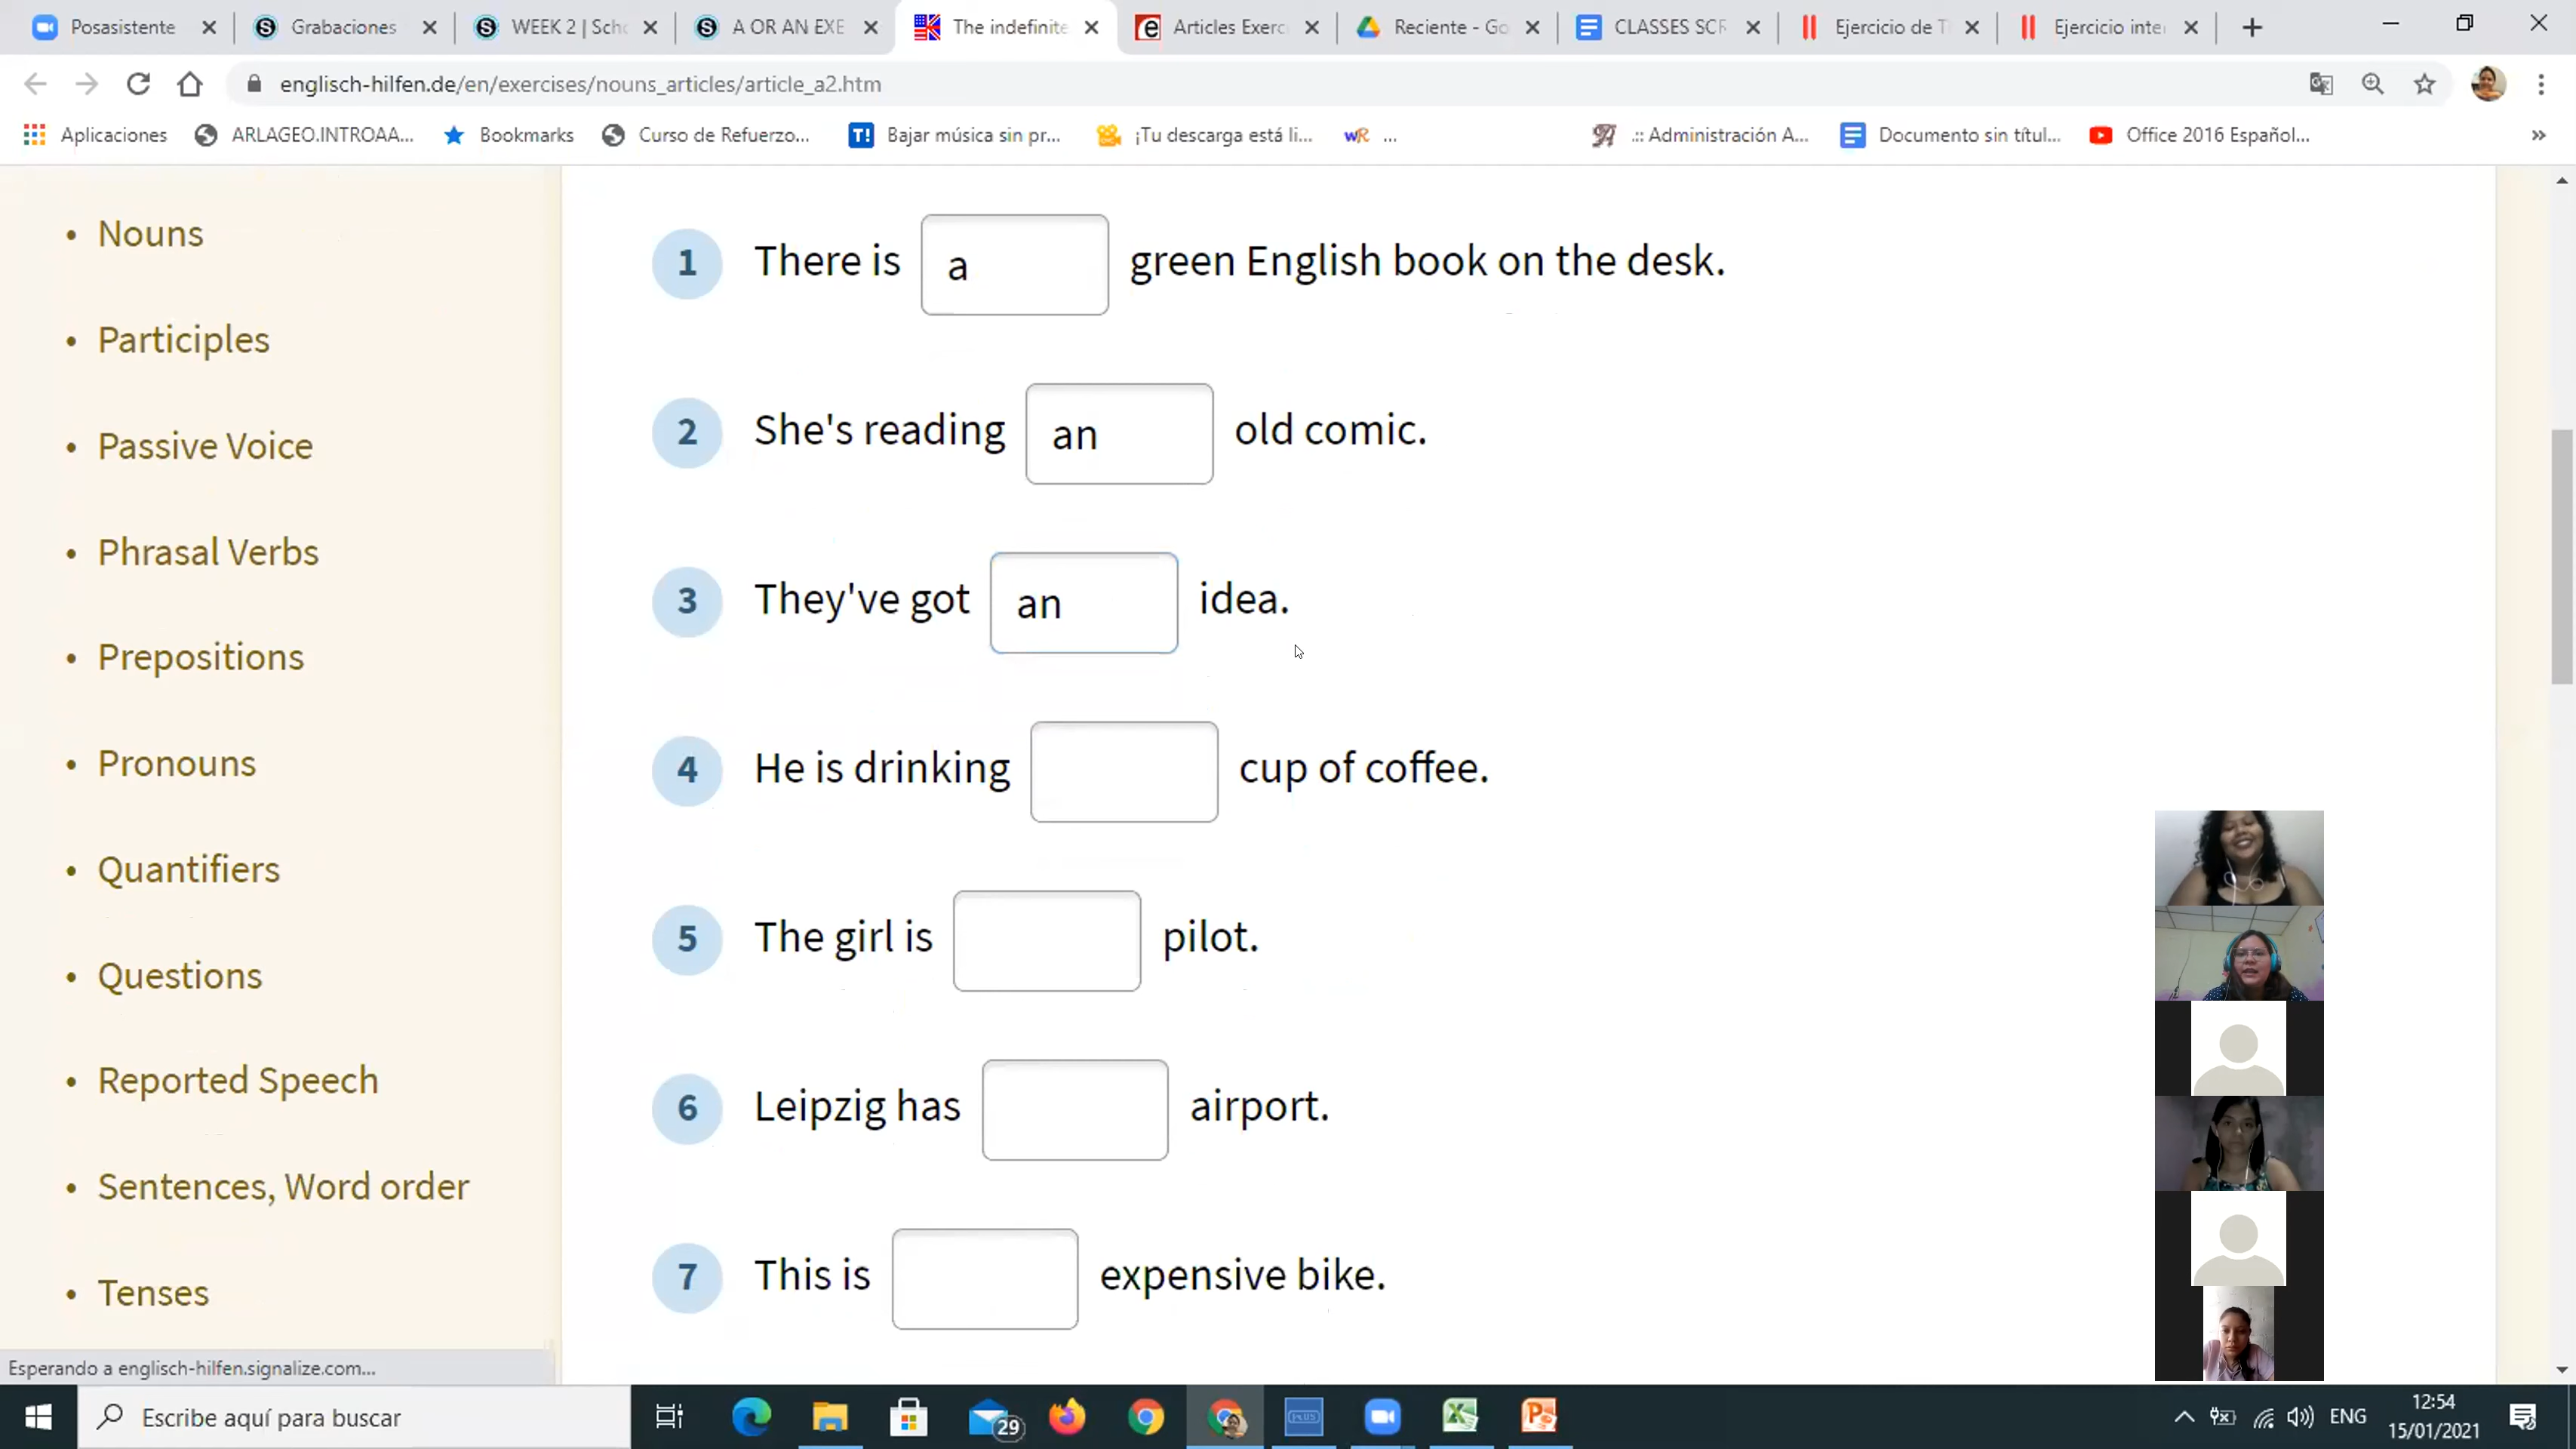 Posasistente
Grabaciones
WEEK 2 | Scho
A OR AN EXE
The indefinite
Articles Exerci
Reciente - Go
CLASSES SCR
Ejercicio de T
Ejercicio inte
englisch-hilfen.de/en/exercises/nouns_articles/article_a2.htm
Aplicaciones
ARLAGEO.INTROAA...
Bookmarks
Curso de Refuerzo...
Bajar música sin pr...
¡Tu descarga está li...
...
.:: Administración A...
Documento sin títul...
Office 2016 Español...
• Nouns
• Participles
• Passive Voice
• Phrasal Verbs
• Prepositions
• Pronouns
• Quantifiers
• Questions
• Reported Speech
• Sentences, Word order
• Tenses
1 There is a green English book on the desk.
2 She's reading an old comic.
3 They've got an idea.
4 He is drinking cup of coffee.
5 The girl is pilot.
6 Leipzig has airport.
7 This is expensive bike.
Esperando a englisch-hilfen.signalize.com...
Escribe aquí para buscar
29
ENG
12:54
15/01/2021